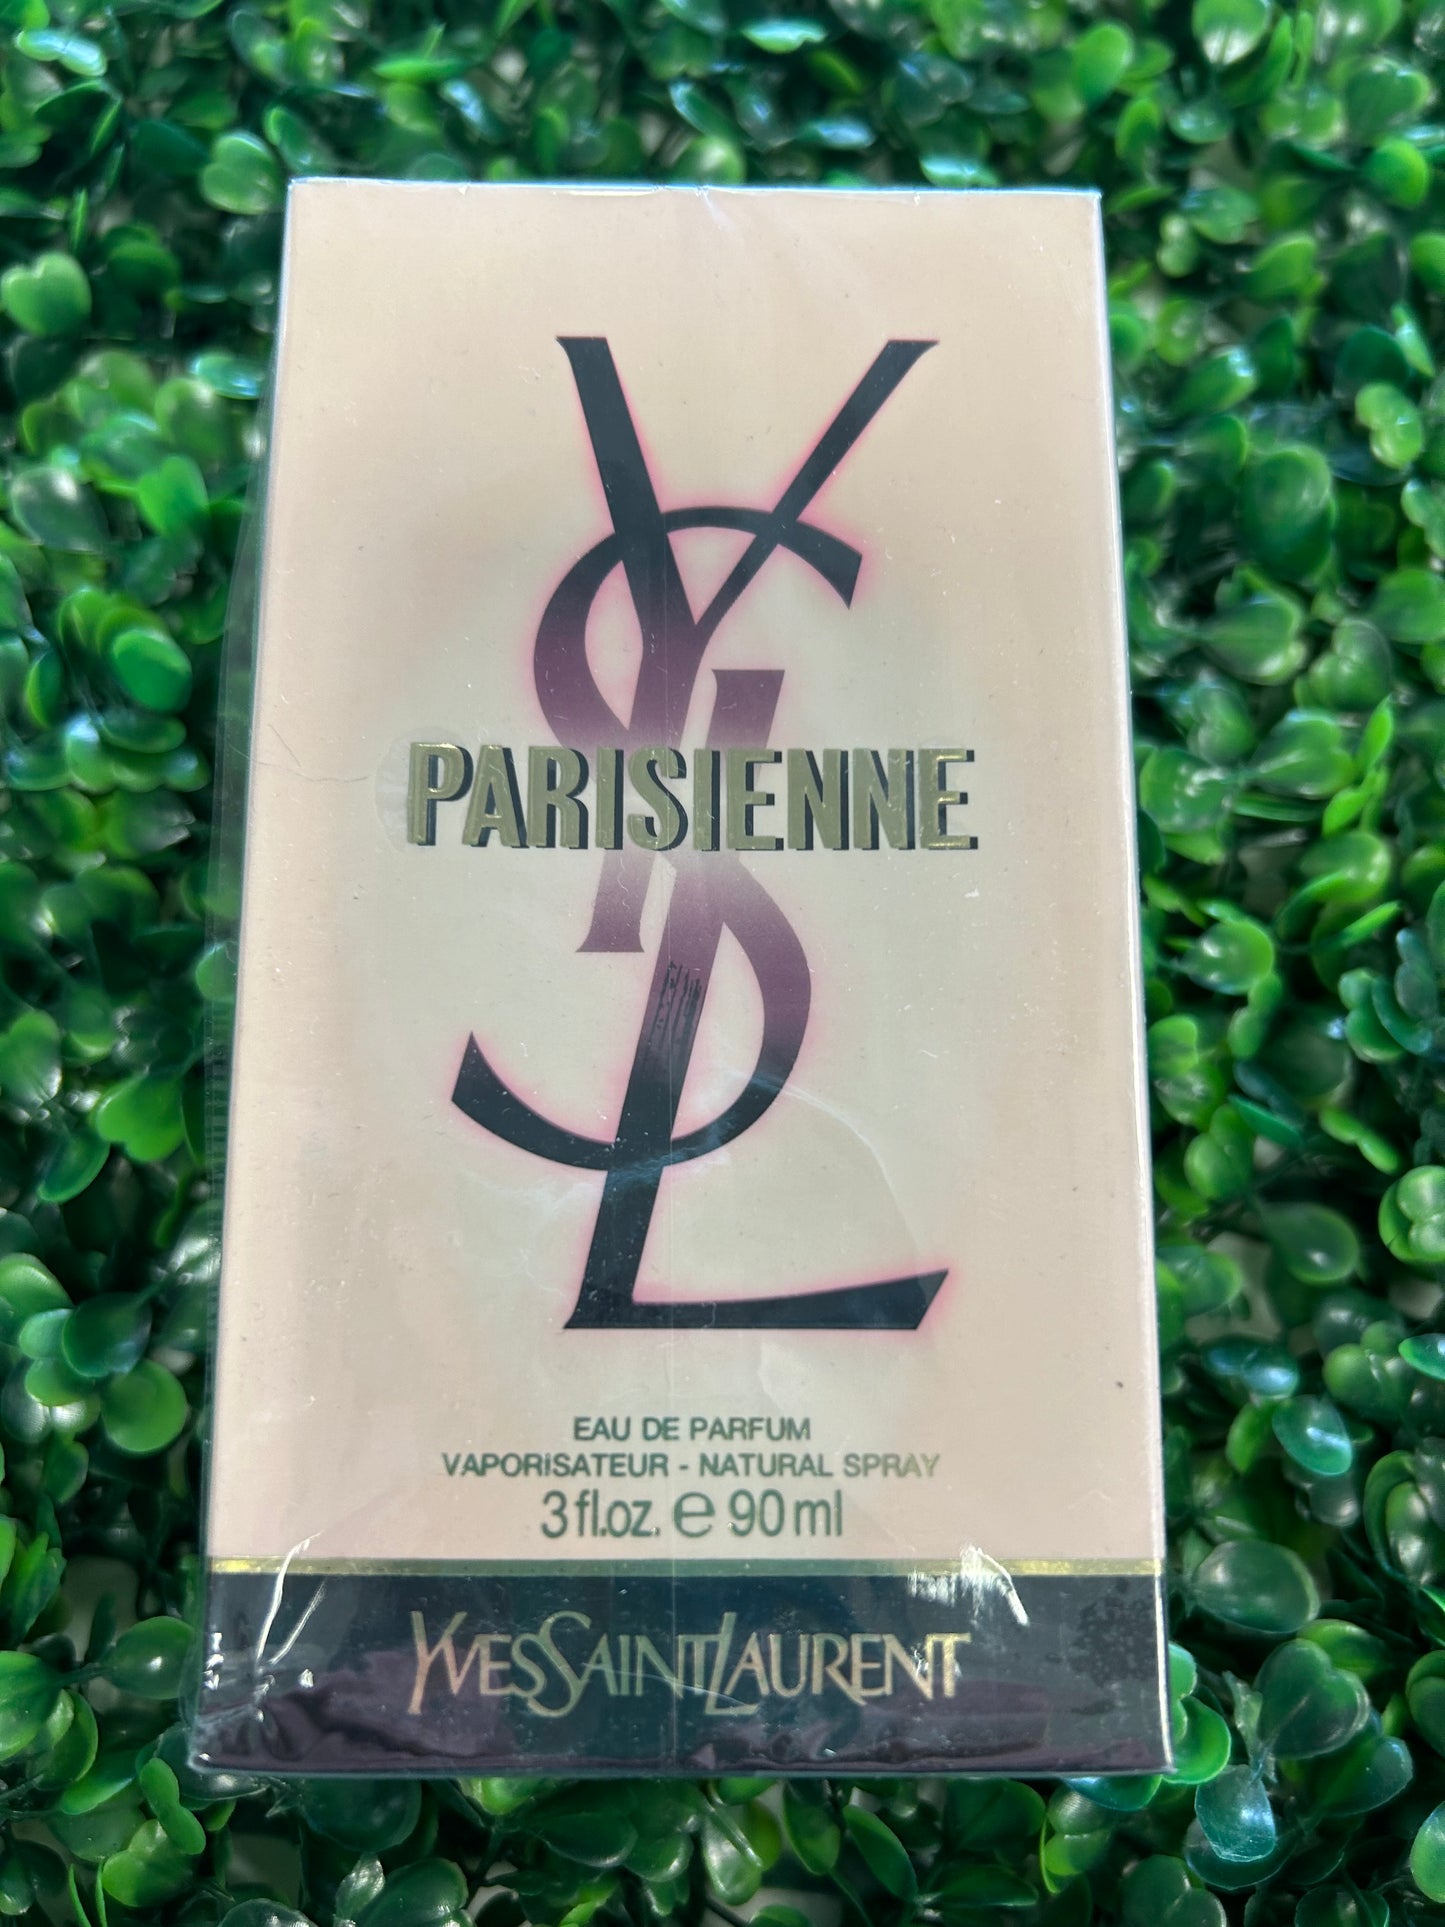 YSL
PARISIENNE
EAU DE PARFUM
VAPORISATEUR - NATURAL SPRAY
3 fl.oz. e 90 ml
YVESSAINTLAURENT